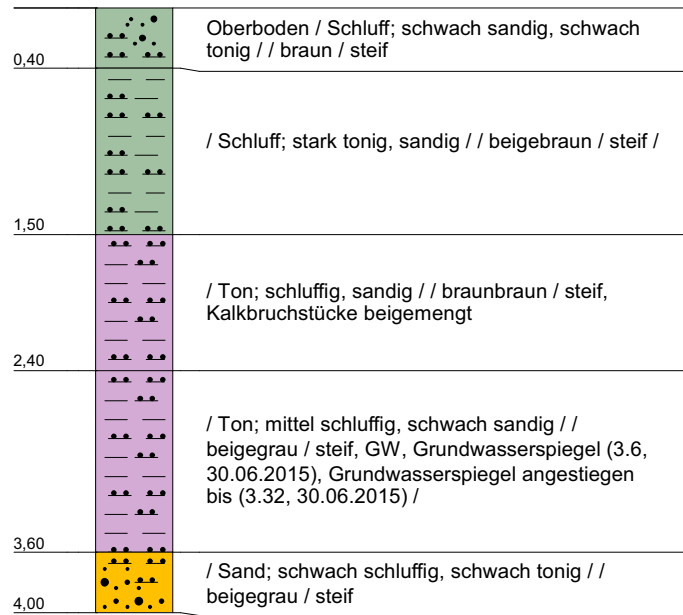 Oberboden / Schluff; schwach sandig, schwach
tonig / / braun / steif
0,40
/ Schluff; stark tonig, sandig / / beigebraun / steif /
1,50
/ Ton; schluffig, sandig / / braunbraun / steif,
Kalkbruchstücke beigemengt
2,40
/ Ton; mittel schluffig, schwach sandig / /
beigegrau / steif, GW, Grundwasserspiegel (3.6,
30.06.2015), Grundwasserspiegel angestiegen
bis (3.32, 30.06.2015) /
3,60
/ Sand; schwach schluffig, schwach tonig / /
beigegrau / steif
4,00